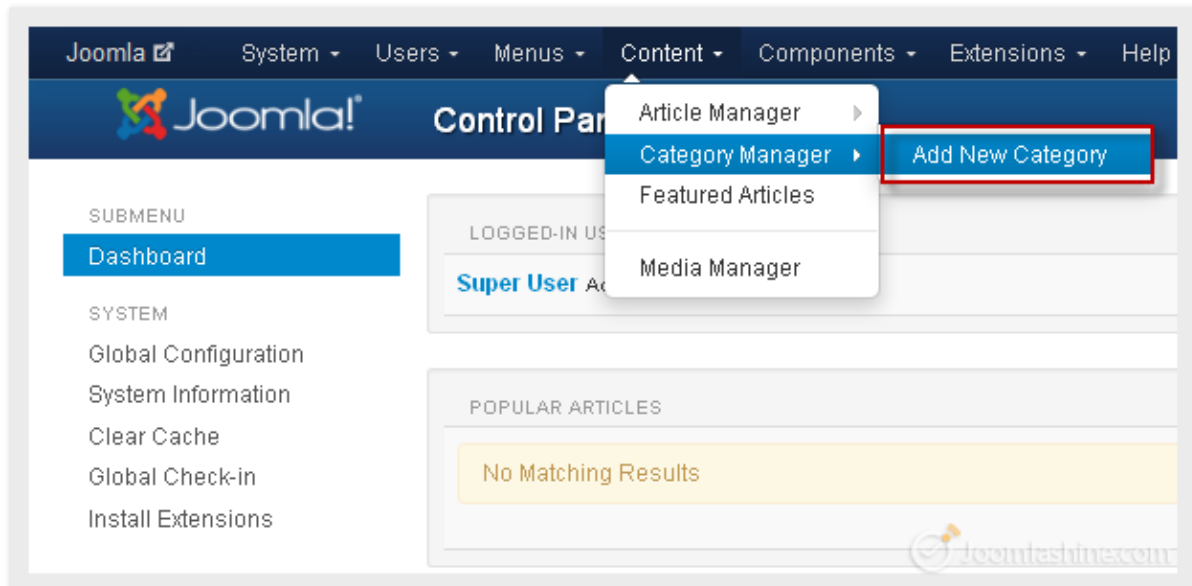 Joomla System Users Menus Content Components Extensions Help
Joomla! Control Par
Article Manager
Category Manager Add New Category
Featured Articles
Media Manager
SUBMENU
Dashboard
SYSTEM
Global Configuration
System Information
Clear Cache
Global Check-in
Install Extensions
LOGGED-IN US
Super User Ad
POPULAR ARTICLES
No Matching Results
Joomlashine.com